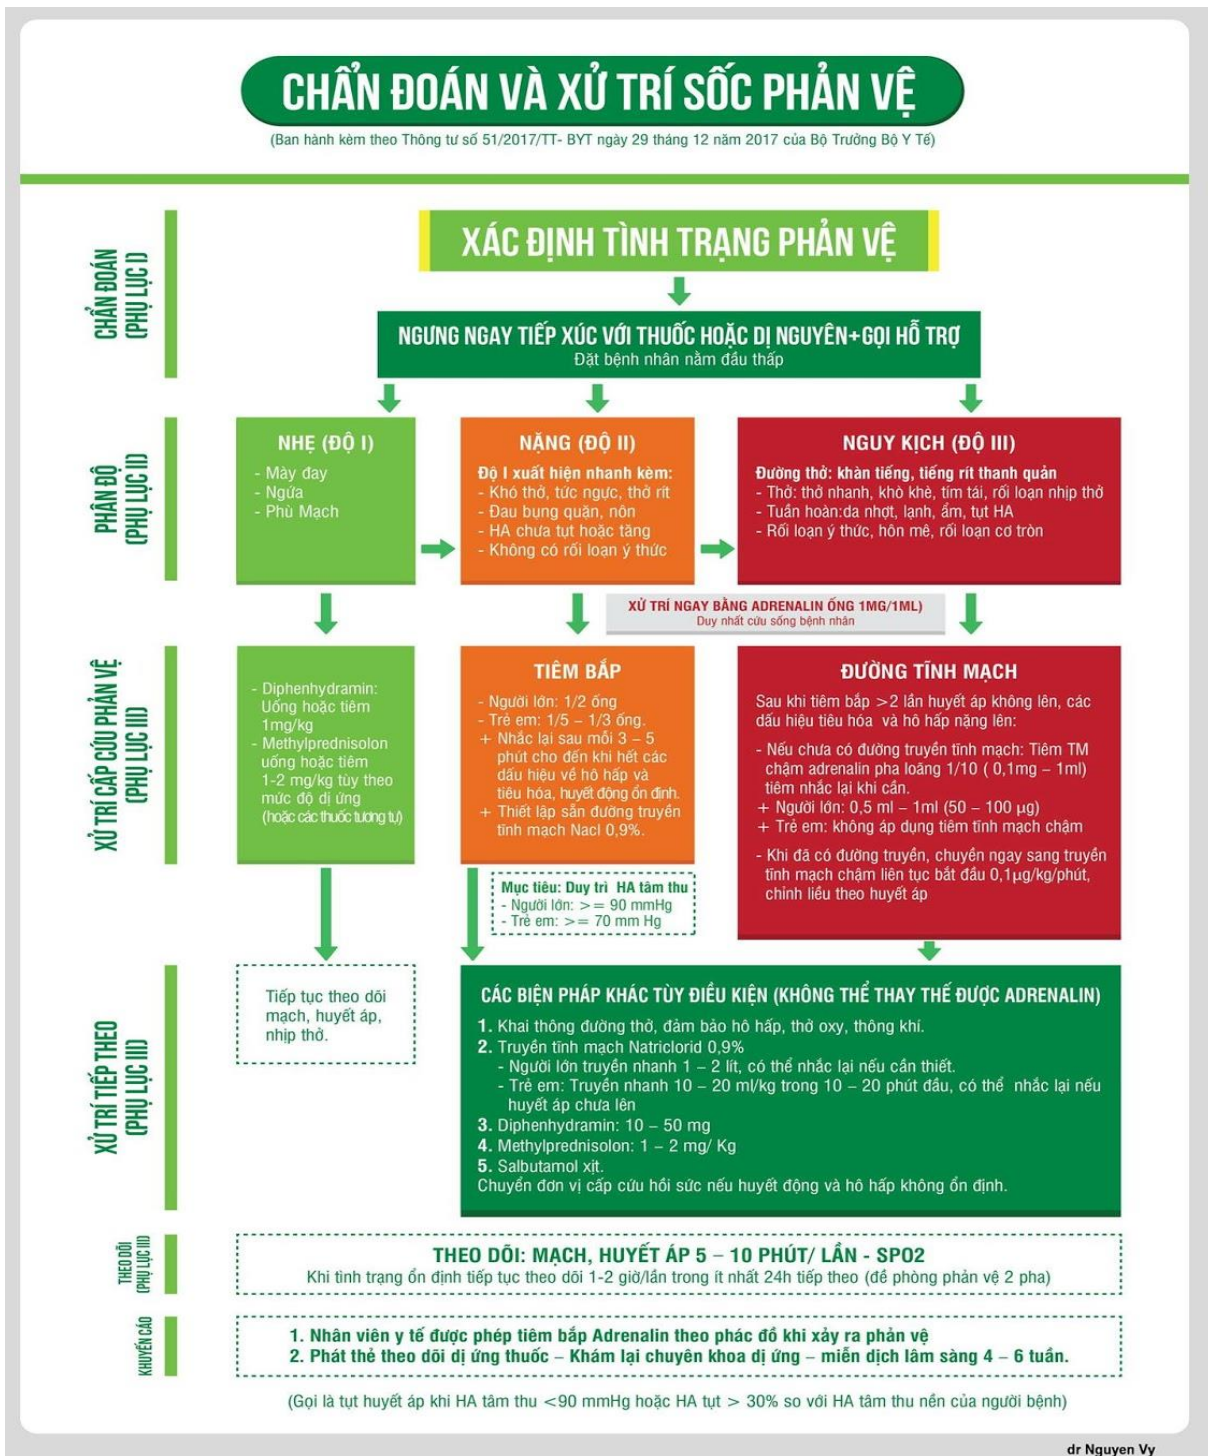 CHẨN ĐOÁN VÀ XỬ TRÍ SỐC PHẢN VỆ
(Ban hành kèm theo Thông tư số 51/2017/TT- BYT ngày 29 tháng 12 năm 2017 của Bộ Trưởng Bộ Y Tế)
CHẨN ĐOÁN
(PHỤ LỤC I)
XÁC ĐỊNH TÌNH TRẠNG PHẢN VỆ
NGƯNG NGAY TIẾP XÚC VỚI THUỐC HOẶC DỊ NGUYÊN+GỌI HỖ TRỢ
Đặt bệnh nhân nằm đầu thấp
PHÂN ĐỘ
(PHỤ LỤC II)
NHẸ (ĐỘ I)
- Mày đay
- Ngứa
- Phù Mạch
NẶNG (ĐỘ II)
Độ I xuất hiện nhanh kèm:
- Khó thở, tức ngực, thở rít
- Đau bụng quặn, nôn
- HA chưa tụt hoặc tăng
- Không có rối loạn ý thức
NGUY KỊCH (ĐỘ III)
Đường thở: khàn tiếng, tiếng rít thanh quản
- Thở: thở nhanh, khò khè, tím tái, rối loạn nhịp thở
- Tuần hoàn:da nhợt, lạnh, ẩm, tụt HA
- Rối loạn ý thức, hôn mê, rối loạn cơ tròn
XỬ TRÍ NGAY BẰNG ADRENALIN ỐNG 1MG/1ML)
Duy nhất cứu sống bệnh nhân
XỬ TRÍ CẤP CỨU PHẢN VỆ
(PHỤ LỤC III)
- Diphenhydramin:
Uống hoặc tiêm
1mg/kg
- Methylprednisolon
uống hoặc tiêm
1-2 mg/kg tùy theo
mức độ dị ứng
(hoặc các thuốc tương tự)
TIÊM BẮP
- Người lớn: 1/2 ống
- Trẻ em: 1/5 – 1/3 ống.
+ Nhắc lại sau mỗi 3 – 5
phút cho đến khi hết các
dấu hiệu về hô hấp và
tiêu hóa, huyết động ổn định.
+ Thiết lập sẵn đường truyền
tĩnh mạch Nacl 0,9%.
ĐƯỜNG TĨNH MẠCH
Sau khi tiêm bắp >2 lần huyết áp không lên, các
dấu hiệu tiêu hóa và hô hấp nặng lên:
- Nếu chưa có đường truyền tĩnh mạch: Tiêm TM
chậm adrenalin pha loãng 1/10 ( 0,1mg – 1ml)
tiêm nhắc lại khi cần.
+ Người lớn: 0,5 ml – 1ml (50 – 100 µg)
+ Trẻ em: không áp dụng tiêm tĩnh mạch chậm
- Khi đã có đường truyền, chuyển ngay sang truyền
tĩnh mạch chậm liên tục bắt đầu 0,1µg/kg/phút,
chỉnh liều theo huyết áp
Mục tiêu: Duy trì HA tâm thu
- Người lớn: >= 90 mmHg
- Trẻ em: >= 70 mm Hg
XỬ TRÍ TIẾP THEO
(PHỤ LỤC III)
Tiếp tục theo dõi
mạch, huyết áp,
nhịp thở.
CÁC BIỆN PHÁP KHÁC TÙY ĐIỀU KIỆN (KHÔNG THỂ THAY THẾ ĐƯỢC ADRENALIN)
1. Khai thông đường thở, đảm bảo hô hấp, thở oxy, thông khí.
2. Truyền tĩnh mạch Natriclorid 0,9%
- Người lớn truyền nhanh 1 – 2 lít, có thể nhắc lại nếu cần thiết.
- Trẻ em: Truyền nhanh 10 – 20 ml/kg trong 10 – 20 phút đầu, có thể nhắc lại nếu
huyết áp chưa lên
3. Diphenhydramin: 10 – 50 mg
4. Methylprednisolon: 1 – 2 mg/ Kg
5. Salbutamol xịt.
Chuyển đơn vị cấp cứu hồi sức nếu huyết động và hô hấp không ổn định.
THEO DÕI
(PHỤ LỤC III)
THEO DÕI: MẠCH, HUYẾT ÁP 5 – 10 PHÚT/ LẦN - SPO2
Khi tình trạng ổn định tiếp tục theo dõi 1-2 giờ/lần trong ít nhất 24h tiếp theo (đề phòng phản vệ 2 pha)
KHUYẾN CÁO
1. Nhân viên y tế được phép tiêm bắp Adrenalin theo phác đồ khi xảy ra phản vệ
2. Phát thẻ theo dõi dị ứng thuốc – Khám lại chuyên khoa dị ứng – miễn dịch lâm sàng 4 – 6 tuần.
(Gọi là tụt huyết áp khi HA tâm thu <90 mmHg hoặc HA tụt > 30% so với HA tâm thu nền của người bệnh)
dr Nguyen Vy